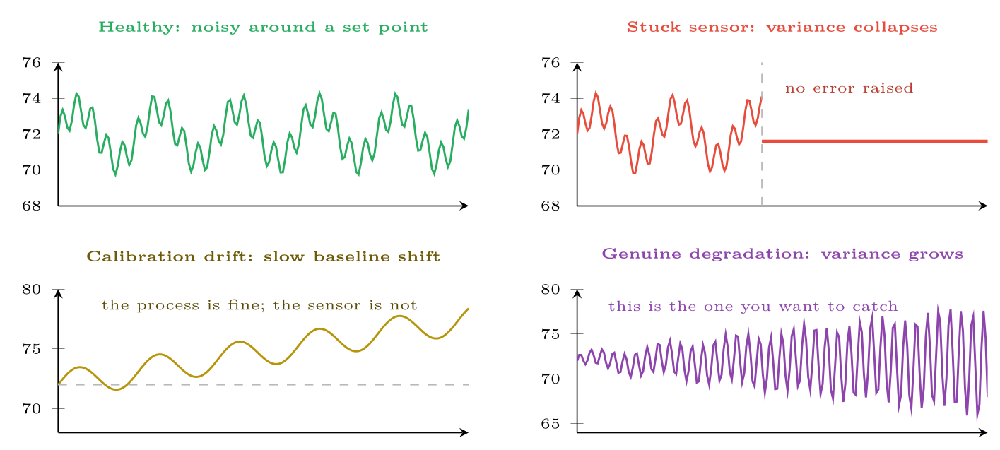 Healthy: noisy around a set point
76
74
72
70
68
Stuck sensor: variance collapses
76
74
72
70
68
no error raised
Calibration drift: slow baseline shift
80
75
70
the process is fine; the sensor is not
Genuine degradation: variance grows
80
75
70
65
this is the one you want to catch